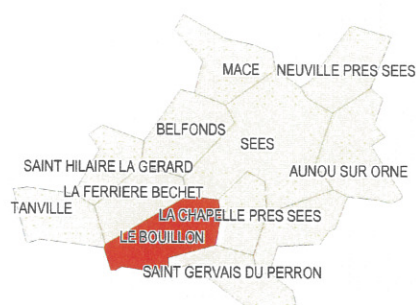 MACE
NEUVILLE PRES SEES
BELFONDS
SEES
SAINT HILAIRE LA GERARD
AUNOU SUR ORNE
LA FERRIERE BECHET
TANVILLE
LA CHAPELLE PRES SEES
LE BOUILLON
SAINT GERVAIS DU PERRON